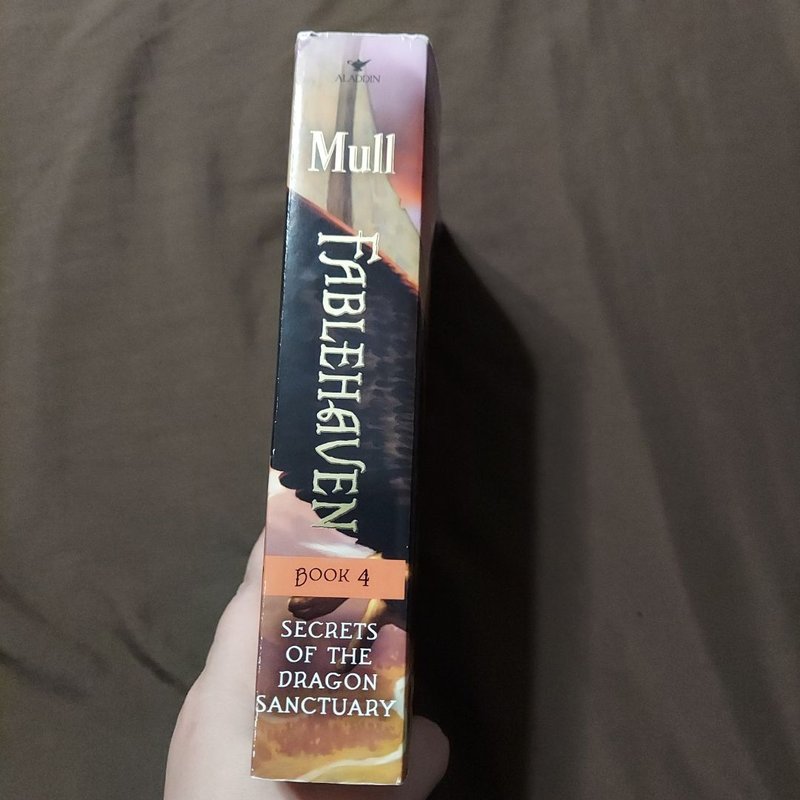 ALADDIN
Mull
FABLEHAVEN
BOOK 4
SECRETS
OF THE
DRAGON
SANCTUARY